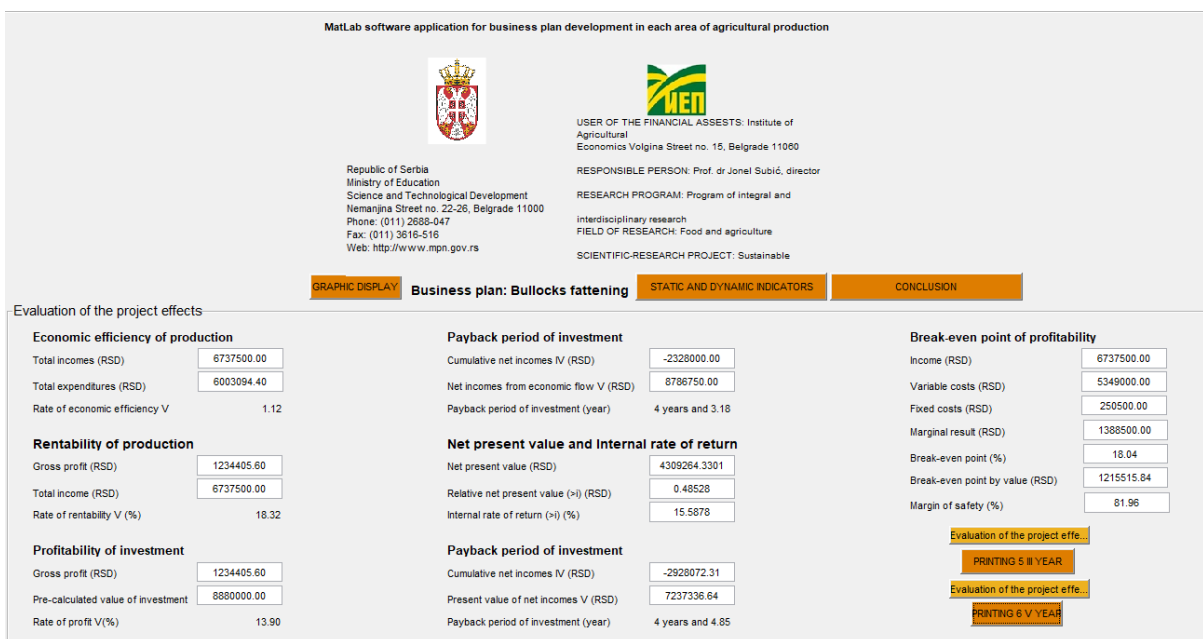 MatLab software application for business plan development in each area of agricultural production
ИЕП
USER OF THE FINANCIAL ASSESTS: Institute of
Agricultural
Economics Volgina Street no. 15, Belgrade 11060
RESPONSIBLE PERSON: Prof. dr Jonel Subić, director
RESEARCH PROGRAM: Program of integral and
interdisciplinary research
FIELD OF RESEARCH: Food and agriculture
SCIENTIFIC-RESEARCH PROJECT: Sustainable
Republic of Serbia
Ministry of Education
Science and Technological Development
Nemanjina Street no. 22-26, Belgrade 11000
Phone: (011) 2688-047
Fax: (011) 3616-516
Web: http://www.mpn.gov.rs
GRAPHIC DISPLAY Business plan: Bullocks fattening STATIC AND DYNAMIC INDICATORS CONCLUSION
Evaluation of the project effects
Economic efficiency of production
Total incomes (RSD) 6737500.00
Total expenditures (RSD) 6003094.40
Rate of economic efficiency V 1.12
Rentability of production
Gross profit (RSD) 1234405.60
Total income (RSD) 6737500.00
Rate of rentability V (%) 18.32
Profitability of investment
Gross profit (RSD) 1234405.60
Pre-calculated value of investment 8880000.00
Rate of profit V(%) 13.90
Payback period of investment
Cumulative net incomes IV (RSD) -2328000.00
Net incomes from economic flow V (RSD) 8786750.00
Payback period of investment (year) 4 years and 3.18
Net present value and Internal rate of return
Net present value (RSD) 4309264.3301
Relative net present value (>i) (RSD) 0.48528
Internal rate of return (>i) (%) 15.5878
Payback period of investment
Cumulative net incomes IV (RSD) -2928072.31
Present value of net incomes V (RSD) 7237336.64
Payback period of investment (year) 4 years and 4.85
Break-even point of profitability
Income (RSD) 6737500.00
Variable costs (RSD) 5349000.00
Fixed costs (RSD) 250500.00
Marginal result (RSD) 1388500.00
Break-even point (%) 18.04
Break-even point by value (RSD) 1215515.84
Margin of safety (%) 81.96
Evaluation of the project effe...
PRINTING 5 III YEAR
Evaluation of the project effe...
PRINTING 6 V YEAR